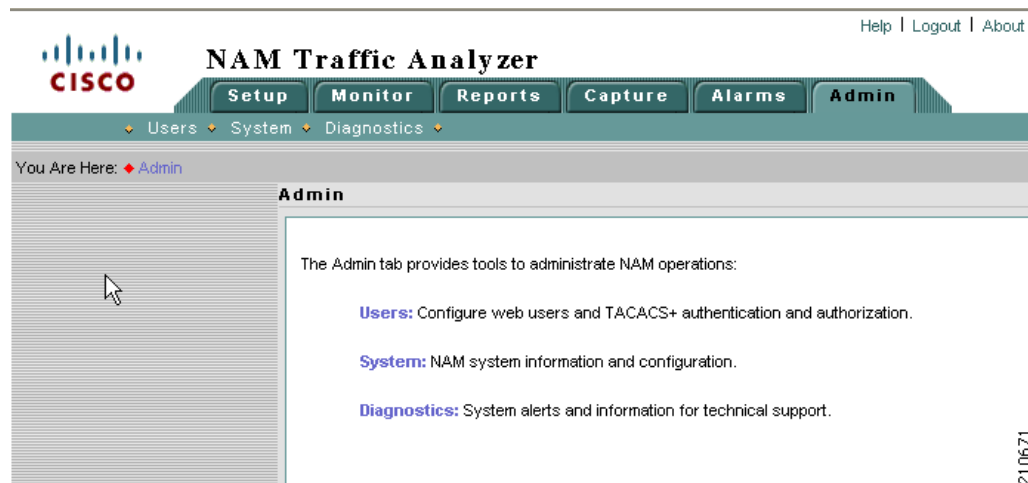 Help | Logout | About
CISCO
NAM Traffic Analyzer
Setup Monitor Reports Capture Alarms Admin
Users System Diagnostics
You Are Here: Admin
Admin
The Admin tab provides tools to administrate NAM operations:
Users: Configure web users and TACACS+ authentication and authorization.
System: NAM system information and configuration.
Diagnostics: System alerts and information for technical support.
210671